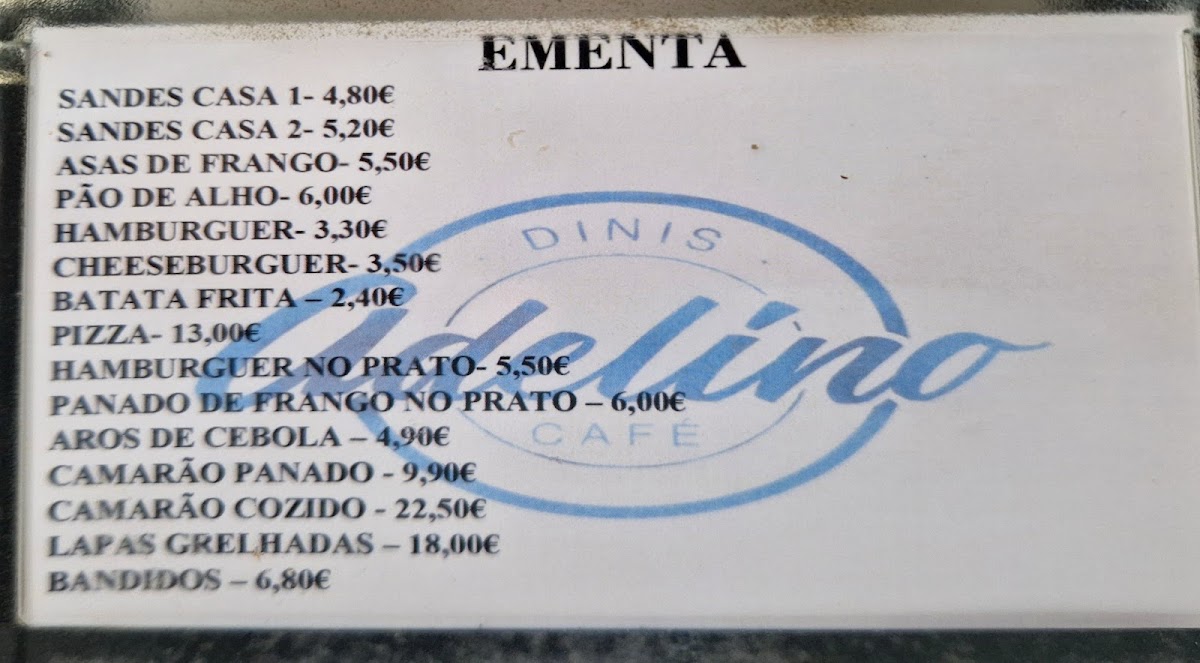 EMENTA
SANDES CASA 1- 4,80€
SANDES CASA 2- 5,20€
ASAS DE FRANGO- 5,50€
PÃO DE ALHO- 6,00€
HAMBURGUER- 3,30€
CHEESEBURGUER- 3,50€
BATATA FRITA – 2,40€
PIZZA- 13,00€
HAMBURGUER NO PRATO- 5,50€
PANADO DE FRANGO NO PRATO – 6,00€
AROS DE CEBOLA – 4,90€
CAMARÃO PANADO - 9,90€
CAMARÃO COZIDO - 22,50€
LAPAS GRELHADAS – 18,00€
BANDIDOS – 6,80€
DINIS
Adelino
CAFÉ